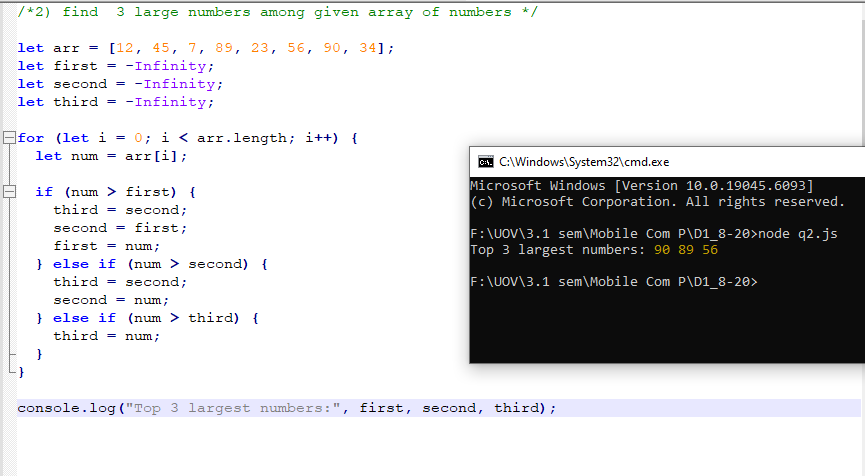 /*2) find  3 large numbers among given array of numbers */
let arr = [12, 45, 7, 89, 23, 56, 90, 34];
let first = -Infinity;
let second = -Infinity;
let third = -Infinity;
for (let i = 0; i < arr.length; i++) {
  let num = arr[i];
  if (num > first) {
    third = second;
    second = first;
    first = num;
  } else if (num > second) {
    third = second;
    second = num;
  } else if (num > third) {
    third = num;
  }
}
console.log("Top 3 largest numbers:", first, second, third);
C:\Windows\System32\cmd.exe
Microsoft Windows [Version 10.0.19045.6093]
(c) Microsoft Corporation. All rights reserved.
F:\UOV\3.1 sem\Mobile Com P\D1_8-20>node q2.js
Top 3 largest numbers: 90 89 56
F:\UOV\3.1 sem\Mobile Com P\D1_8-20>